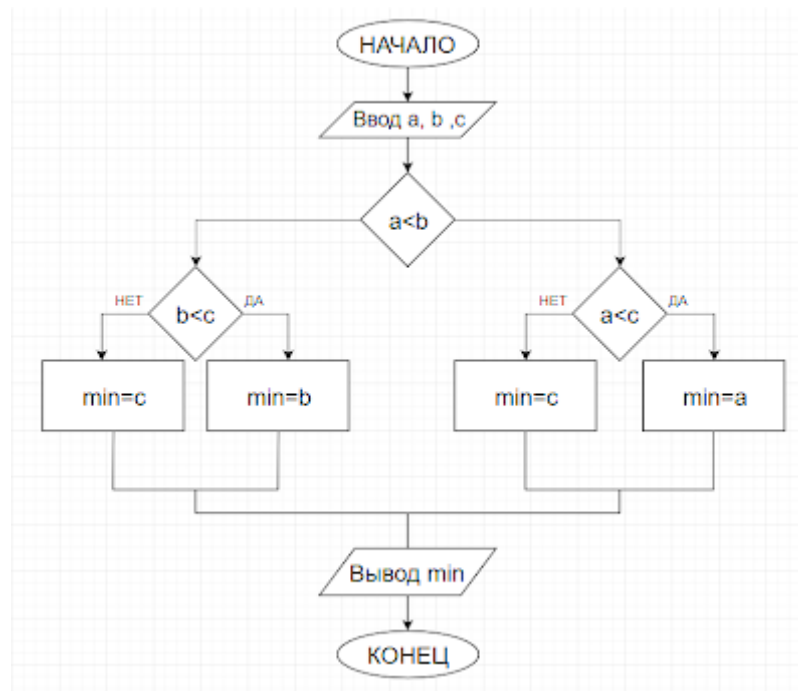 НАЧАЛО
Ввод a, b ,c
a<b
НЕТ
b<c
ДА
НЕТ
a<c
ДА
min=c
min=b
min=c
min=a
Вывод min
КОНЕЦ